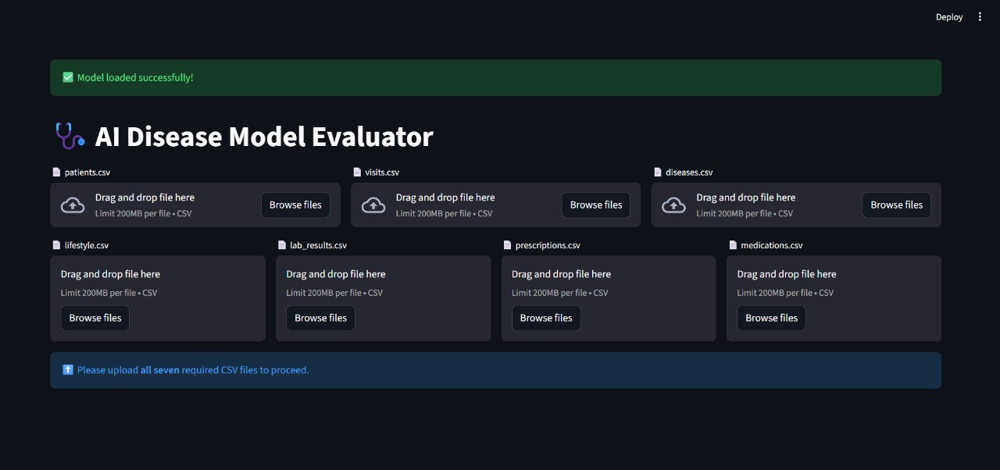 Deploy
Model loaded successfully!
AI Disease Model Evaluator
patients.csv
visits.csv
diseases.csv
Drag and drop file here
Limit 200MB per file • CSV
Browse files
Drag and drop file here
Limit 200MB per file • CSV
Browse files
Drag and drop file here
Limit 200MB per file • CSV
Browse files
lifestyle.csv
lab_results.csv
prescriptions.csv
medications.csv
Drag and drop file here
Limit 200MB per file • CSV
Browse files
Drag and drop file here
Limit 200MB per file • CSV
Browse files
Drag and drop file here
Limit 200MB per file • CSV
Browse files
Drag and drop file here
Limit 200MB per file • CSV
Browse files
Please upload all seven required CSV files to proceed.